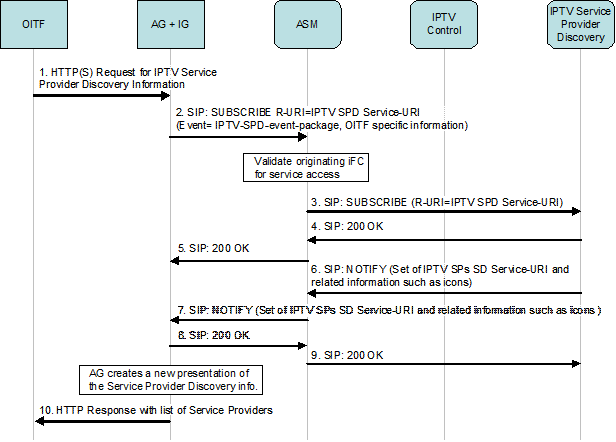 OITF
AG + IG
ASM
IPTV
Control
IPTV Service
Provider
Discovery
1. HTTP(S) Request for IPTV Service
Provider Discovery Information
2. SIP: SUBSCRIBE R-URI=IPTV SPD Service-URI
(Event= IPTV-SPD-event-package, OITF specific information)
Validate originating iFC
for service access
3. SIP: SUBSCRIBE (R-URI=IPTV SPD Service-URI)
4. SIP: 200 OK
5. SIP: 200 OK
6. SIP: NOTIFY (Set of IPTV SPs SD Service-URI and
related information such as icons)
7. SIP: NOTIFY (Set of IPTV SPs SD Service-URI and related information such as icons )
8. SIP: 200 OK
9. SIP: 200 OK
AG creates a new presentation of
the Service Provider Discovery info.
10. HTTP Response with list of Service Providers